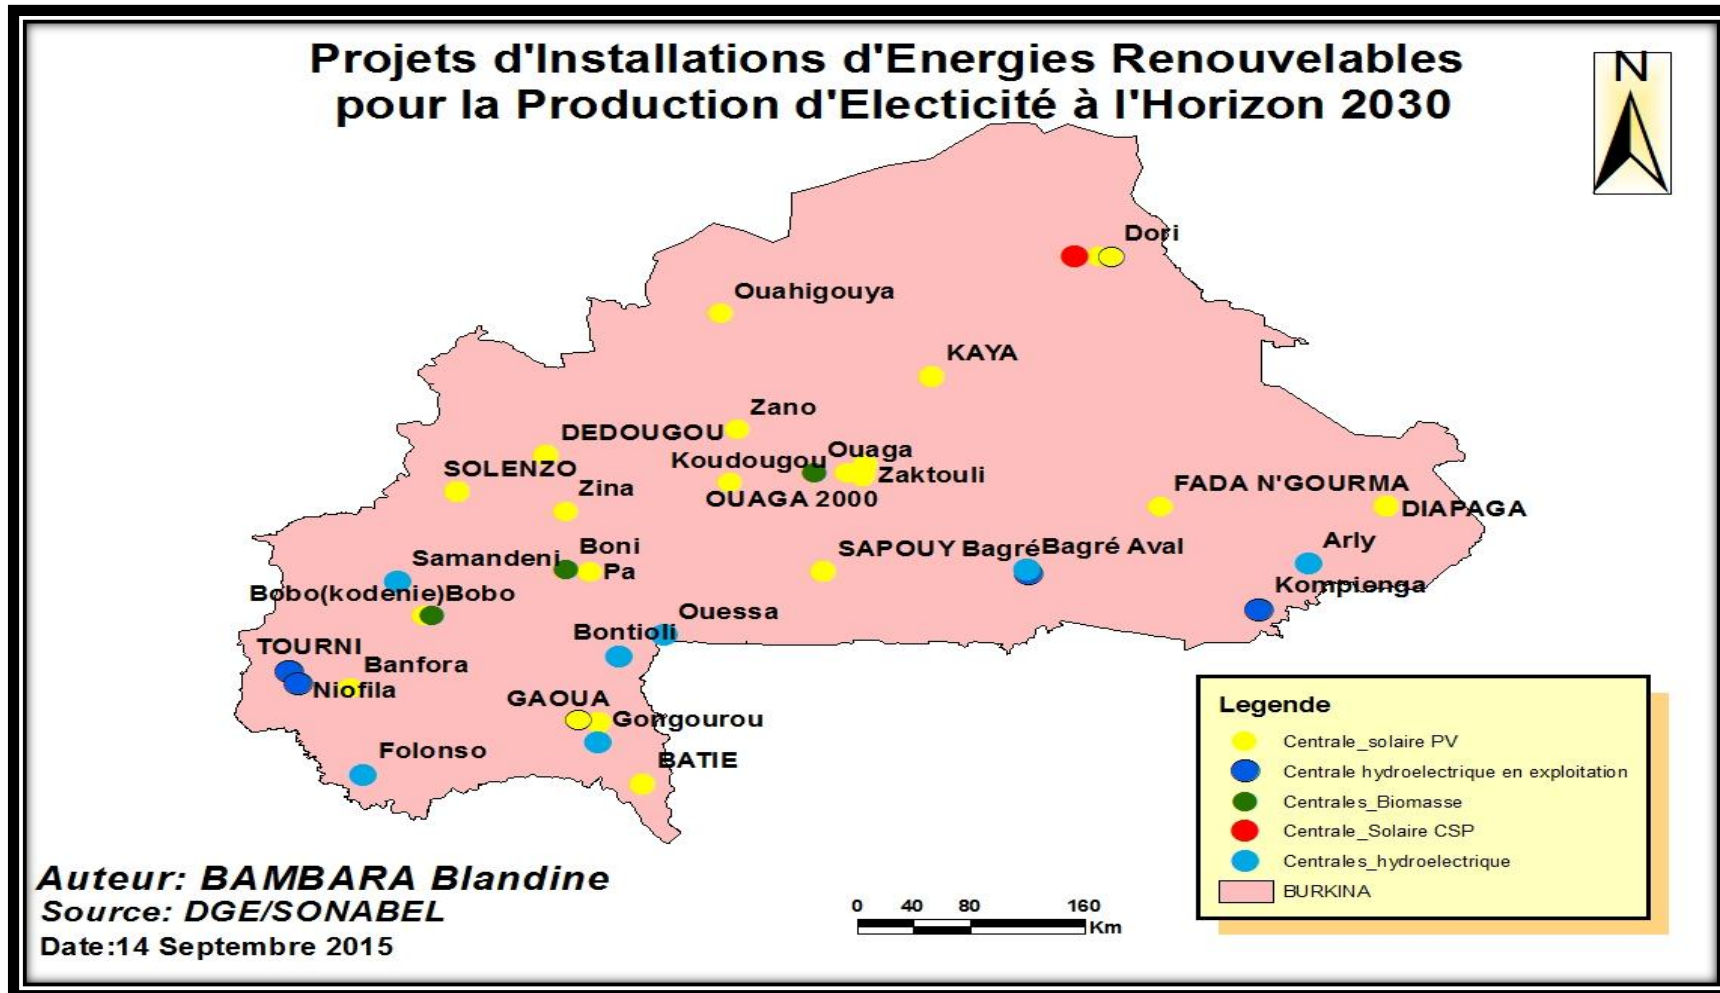 Projets d'Installations d'Energies Renouvelables
pour la Production d'Electicité à l'Horizon 2030
N
Dori
Ouahigouya
KAYA
Zano
DEDOUGOU
Koudougou
Ouaga
SOLENZO
Zaktouli
Zina
OUAGA 2000
FADA N'GOURMA
DIAPAGA
Samandeni
Boni
Pa
SAPOUY
Bagré
Bagré Aval
Arly
Kompienga
Bobo(kodenie)
Bobo
Ouessa
Bontioli
TOURNI
Banfora
Niofila
GAOUA
Gongourou
Folonso
BATIE
Legende
Centrale_solaire PV
Centrale hydroelectrique en exploitation
Centrales_Biomasse
Centrale_Solaire CSP
Centrales_hydroelectrique
BURKINA
Auteur: BAMBARA Blandine
Source: DGE/SONABEL
Date:14 Septembre 2015
0 40 80 160
Km